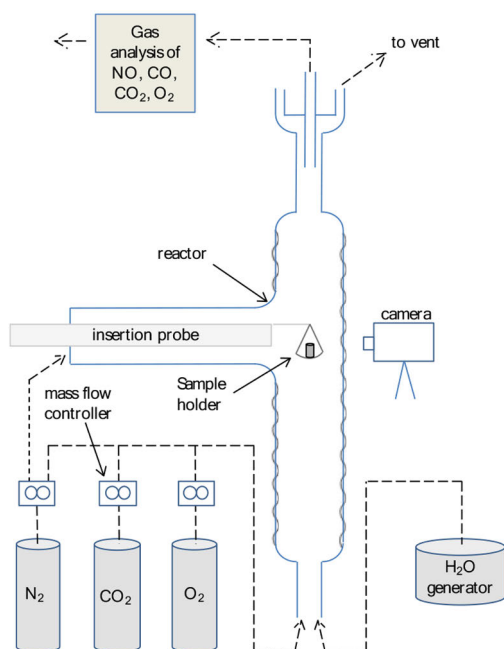 Gas
analysis of
NO, CO,
CO₂, O₂
to vent
reactor
camera
insertion probe
Sample
holder
mass flow
controller
N₂
CO₂
O₂
H₂O
generator